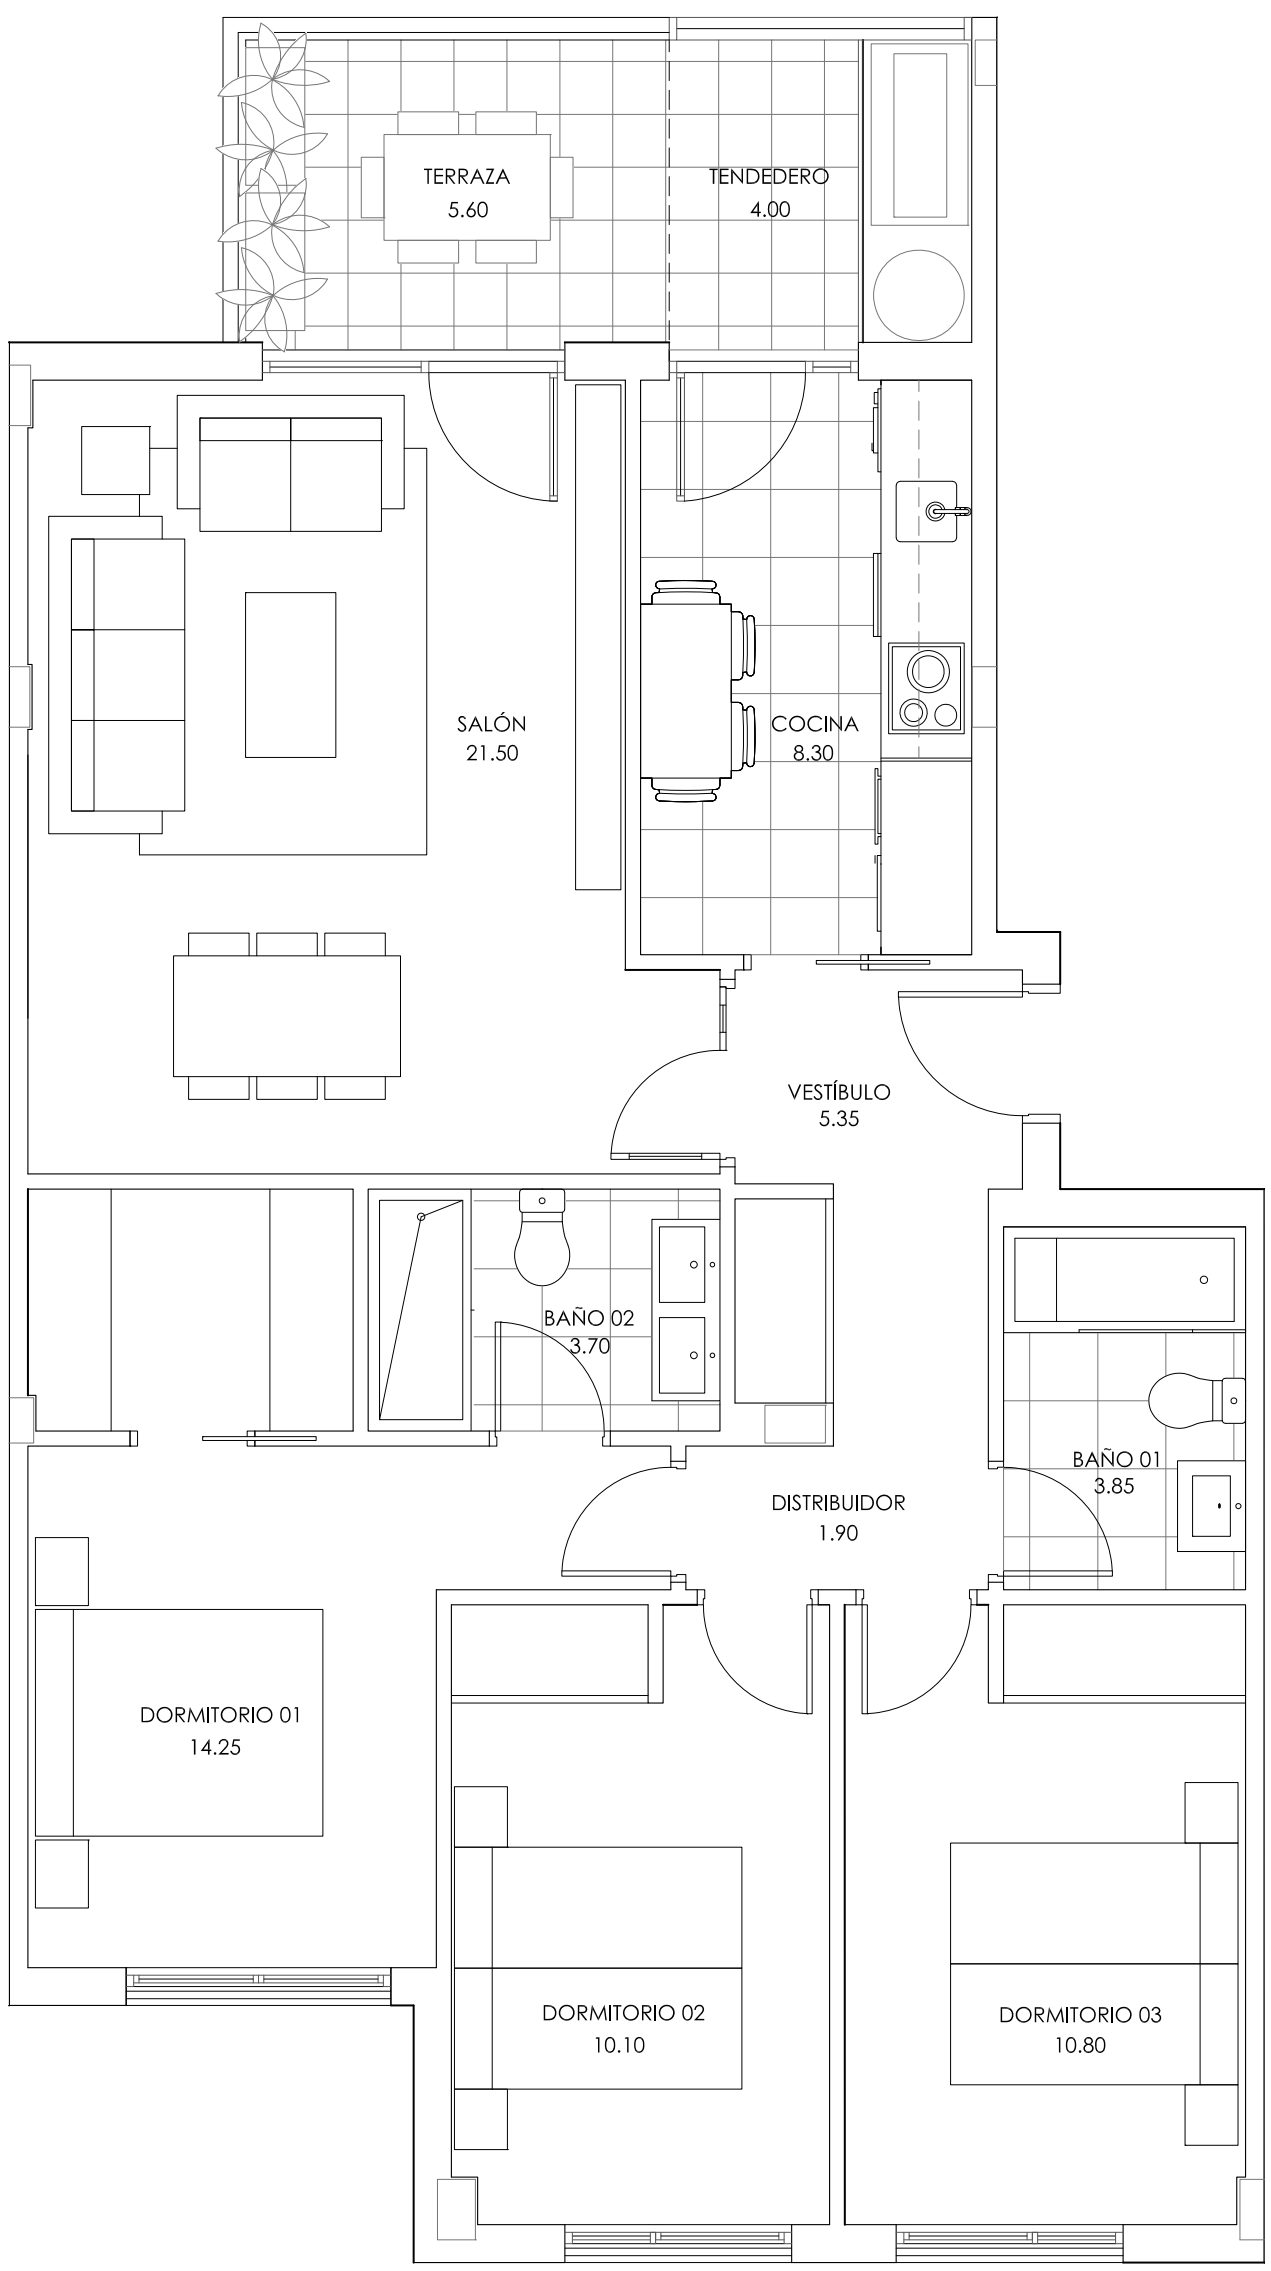 TERRAZA
5.60
TENDEDERO
4.00
SALÓN
21.50
COCINA
8.30
VESTÍBULO
5.35
BAÑO 02
3.70
BAÑO 01
3.85
DISTRIBUIDOR
1.90
DORMITORIO 01
14.25
DORMITORIO 02
10.10
DORMITORIO 03
10.80